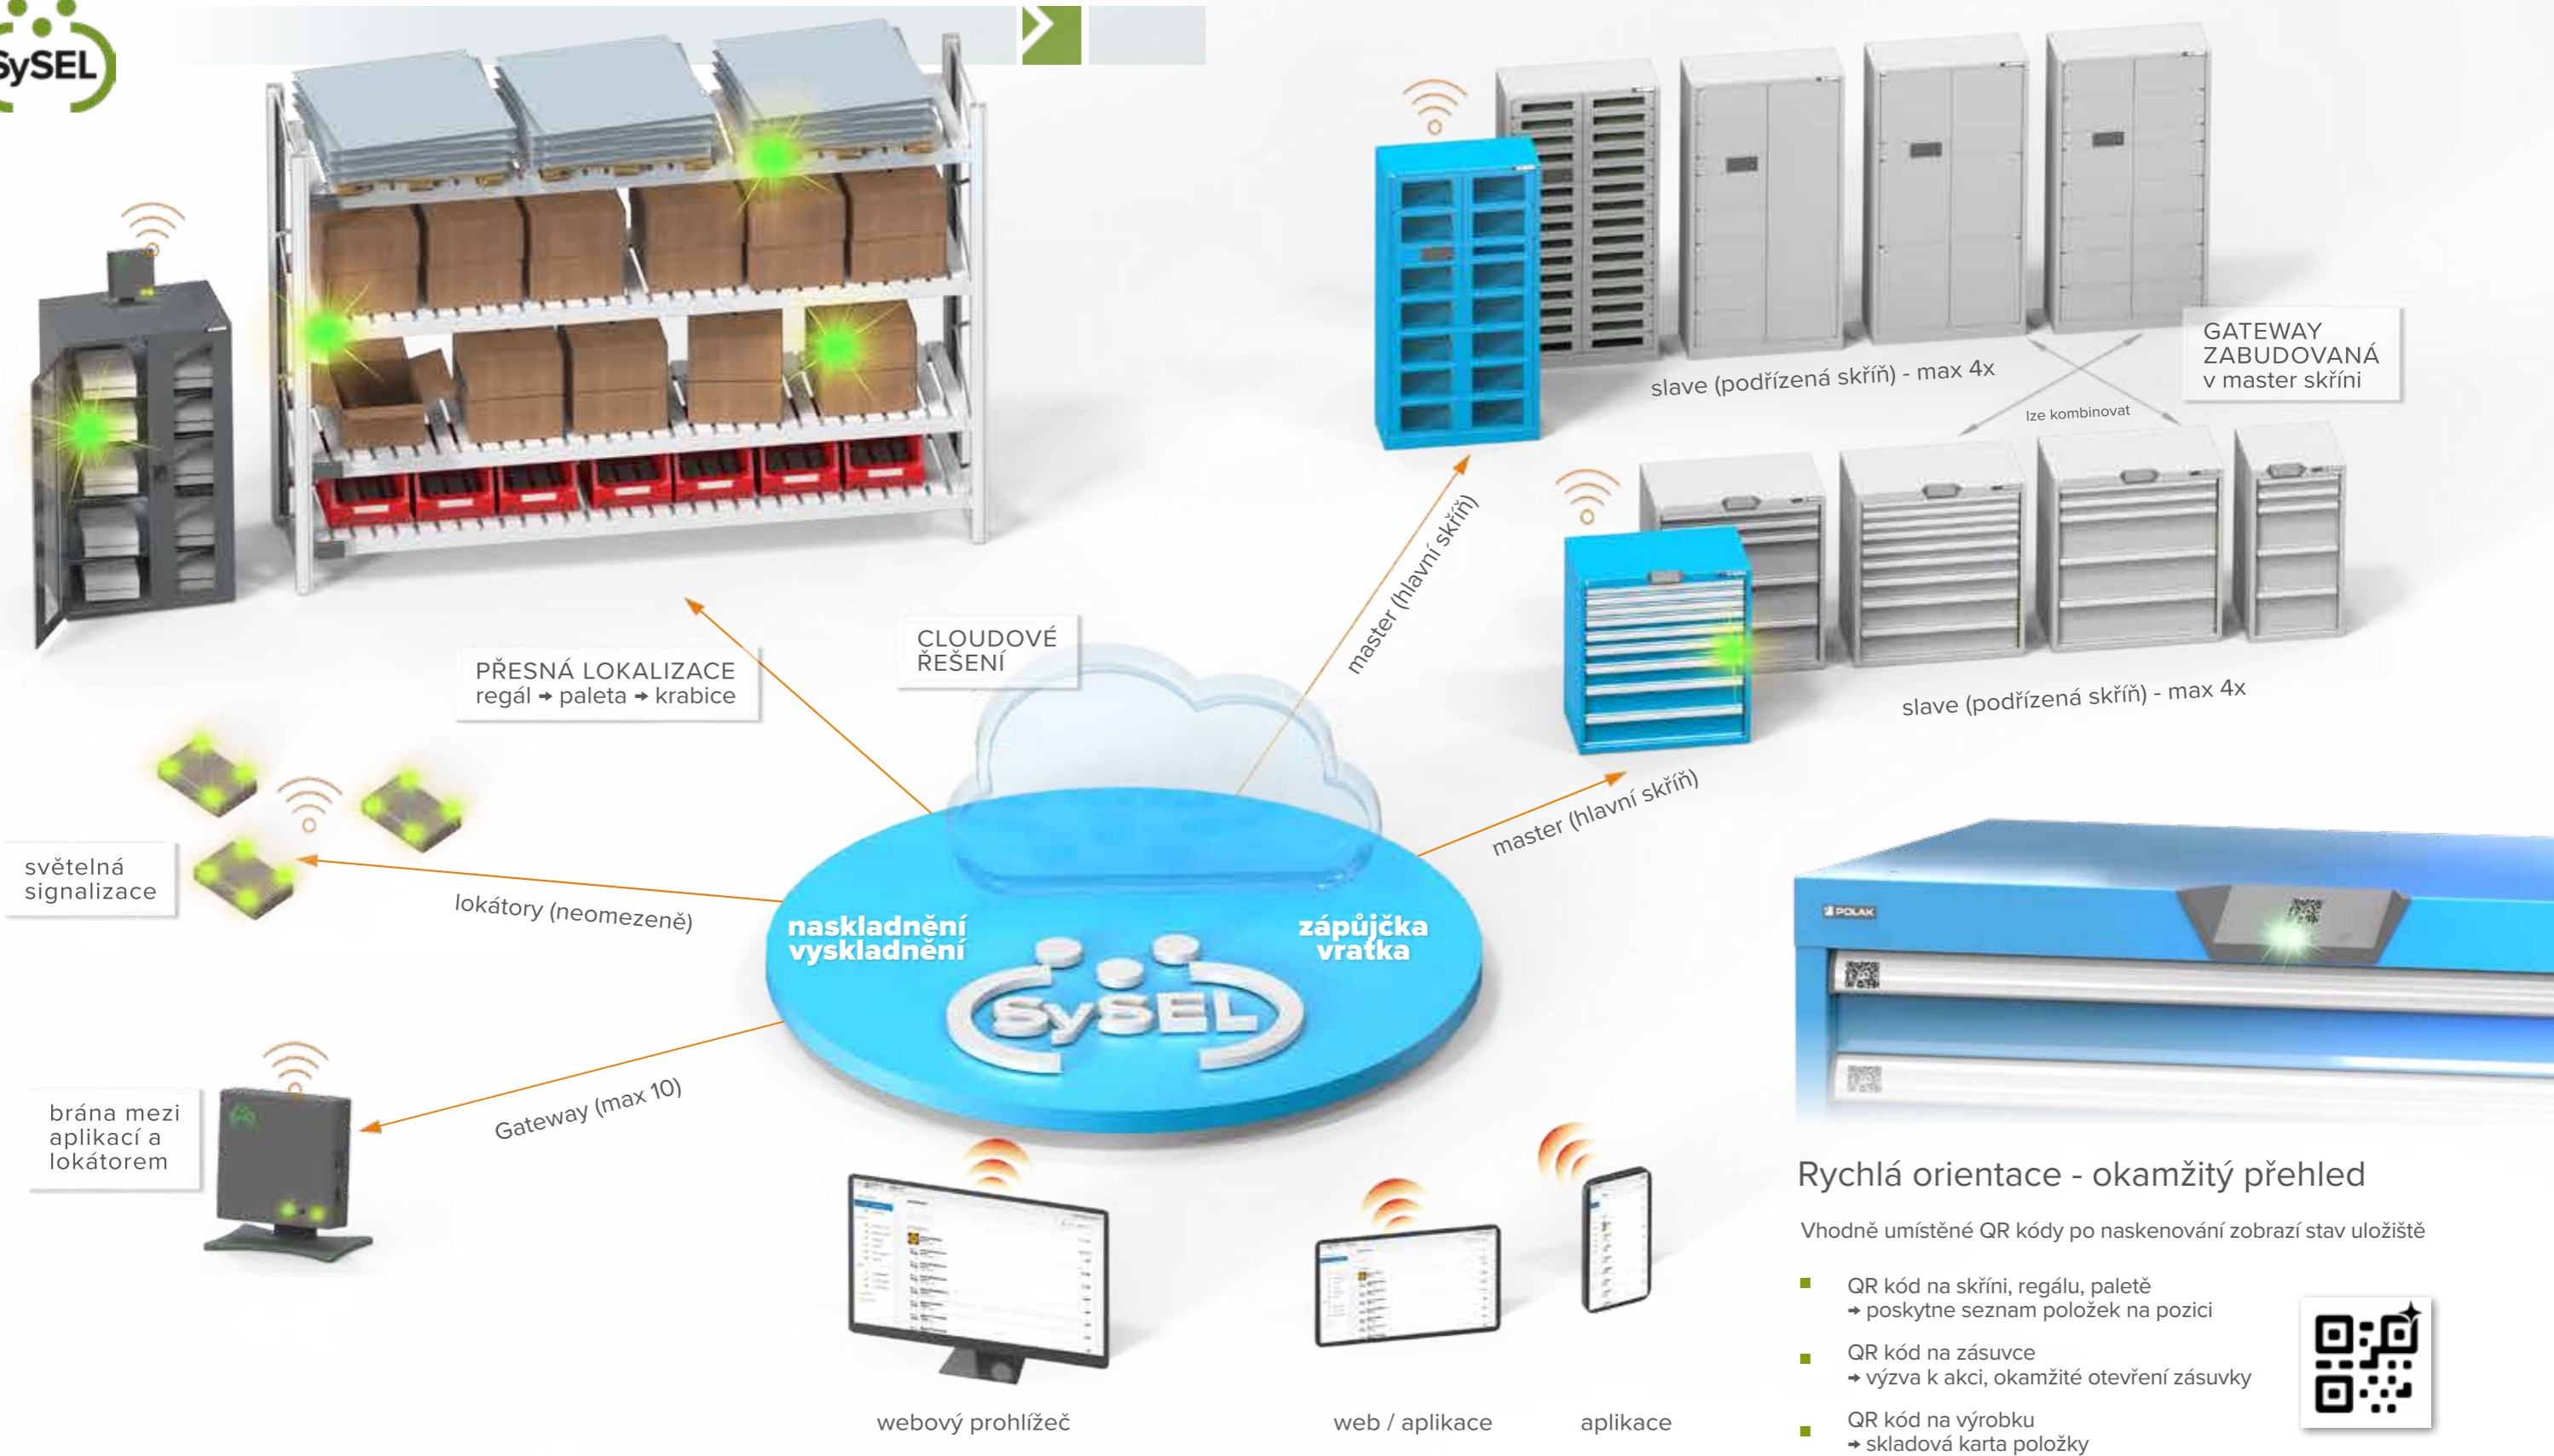 SySEL
GATEWAY
ZABUDOVANÁ
v master skříni
slave (podřízená skříň) - max 4x
lze kombinovat
master (hlavní skříň)
CLOUDOVÉ
ŘEŠENÍ
PŘESNÁ LOKALIZACE
regál → paleta → krabice
slave (podřízená skříň) - max 4x
master (hlavní skříň)
světelná
signalizace
lokátory (neomezeně)
naskladnění
vyskladnění
zápůjčka
vratka
SySEL
POLAK
Gateway (max 10)
brána mezi
aplikací a
lokátorem
webový prohlížeč
web / aplikace
aplikace
Rychlá orientace - okamžitý přehled
Vhodně umístěné QR kódy po naskenování zobrazí stav uložiště
QR kód na skříni, regálu, paletě
→ poskytne seznam položek na pozici
QR kód na zásuvce
→ výzva k akci, okamžité otevření zásuvky
QR kód na výrobku
→ skladová karta položky